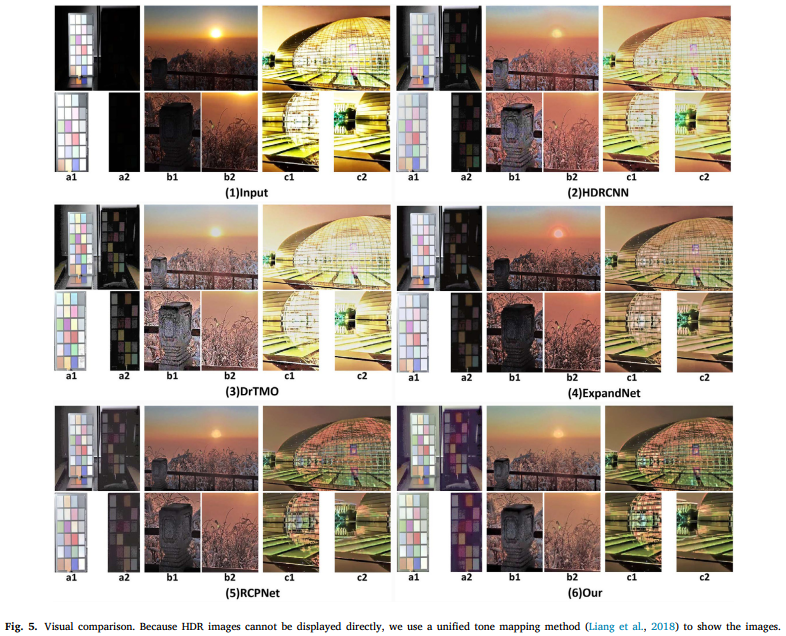 a1 a2 b1 b2 c1 c2
(1)Input
a1 a2 b1 b2 c1 c2
(2)HDRCNN
a1 a2 b1 b2 c1 c2
(3)DrTMO
a1 a2 b1 b2 c1 c2
(4)ExpandNet
a1 a2 b1 b2 c1 c2
(5)RCPNet
a1 a2 b1 b2 c1 c2
(6)Our
Fig. 5. Visual comparison. Because HDR images cannot be displayed directly, we use a unified tone mapping method (Liang et al., 2018) to show the images.